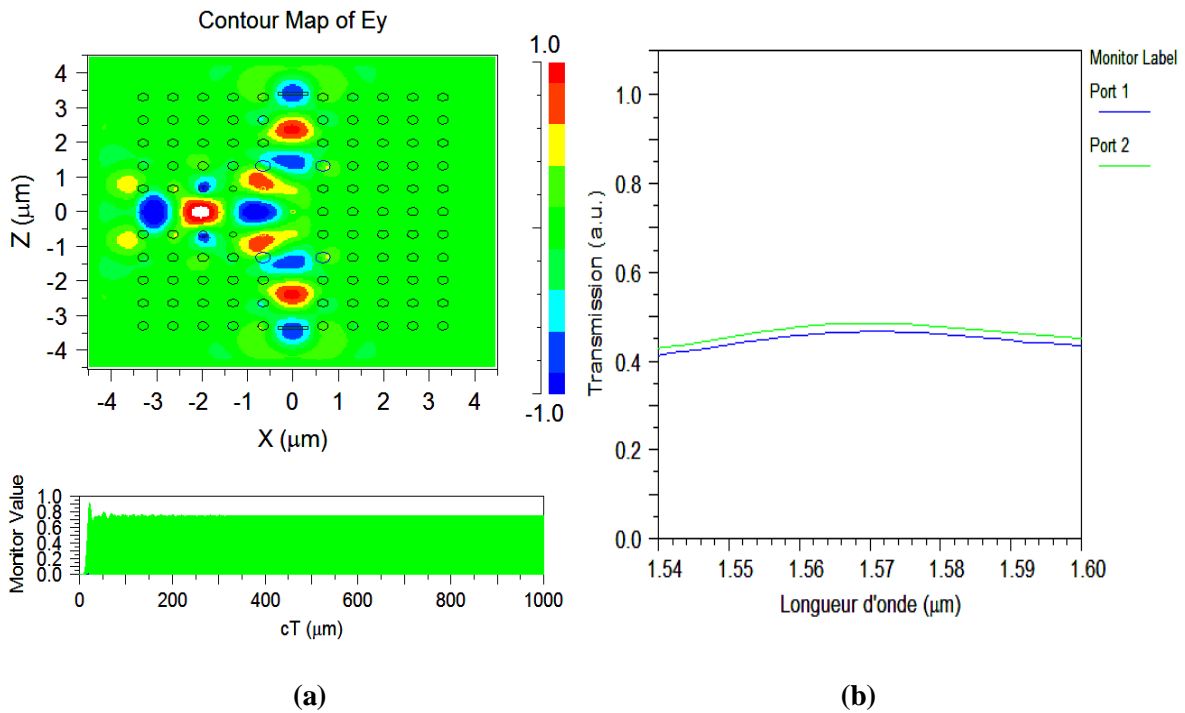 Contour Map of Ey
1.0
4
3
2
1
0
-1
-2
-3
-4
Z (μm)
-4 -3 -2 -1 0 1 2 3 4
-1.0
X (μm)
Monitor Value
1.0
0.8
0.6
0.4
0.2
0.0
0 200 400 600 800 1000
cT (μm)
(a)
Monitor Label
Port 1
Port 2
1.0
0.8
0.6
0.4
0.2
0.0
Transmission (a.u.)
1.54 1.55 1.56 1.57 1.58 1.59 1.60
Longueur d'onde (μm)
(b)